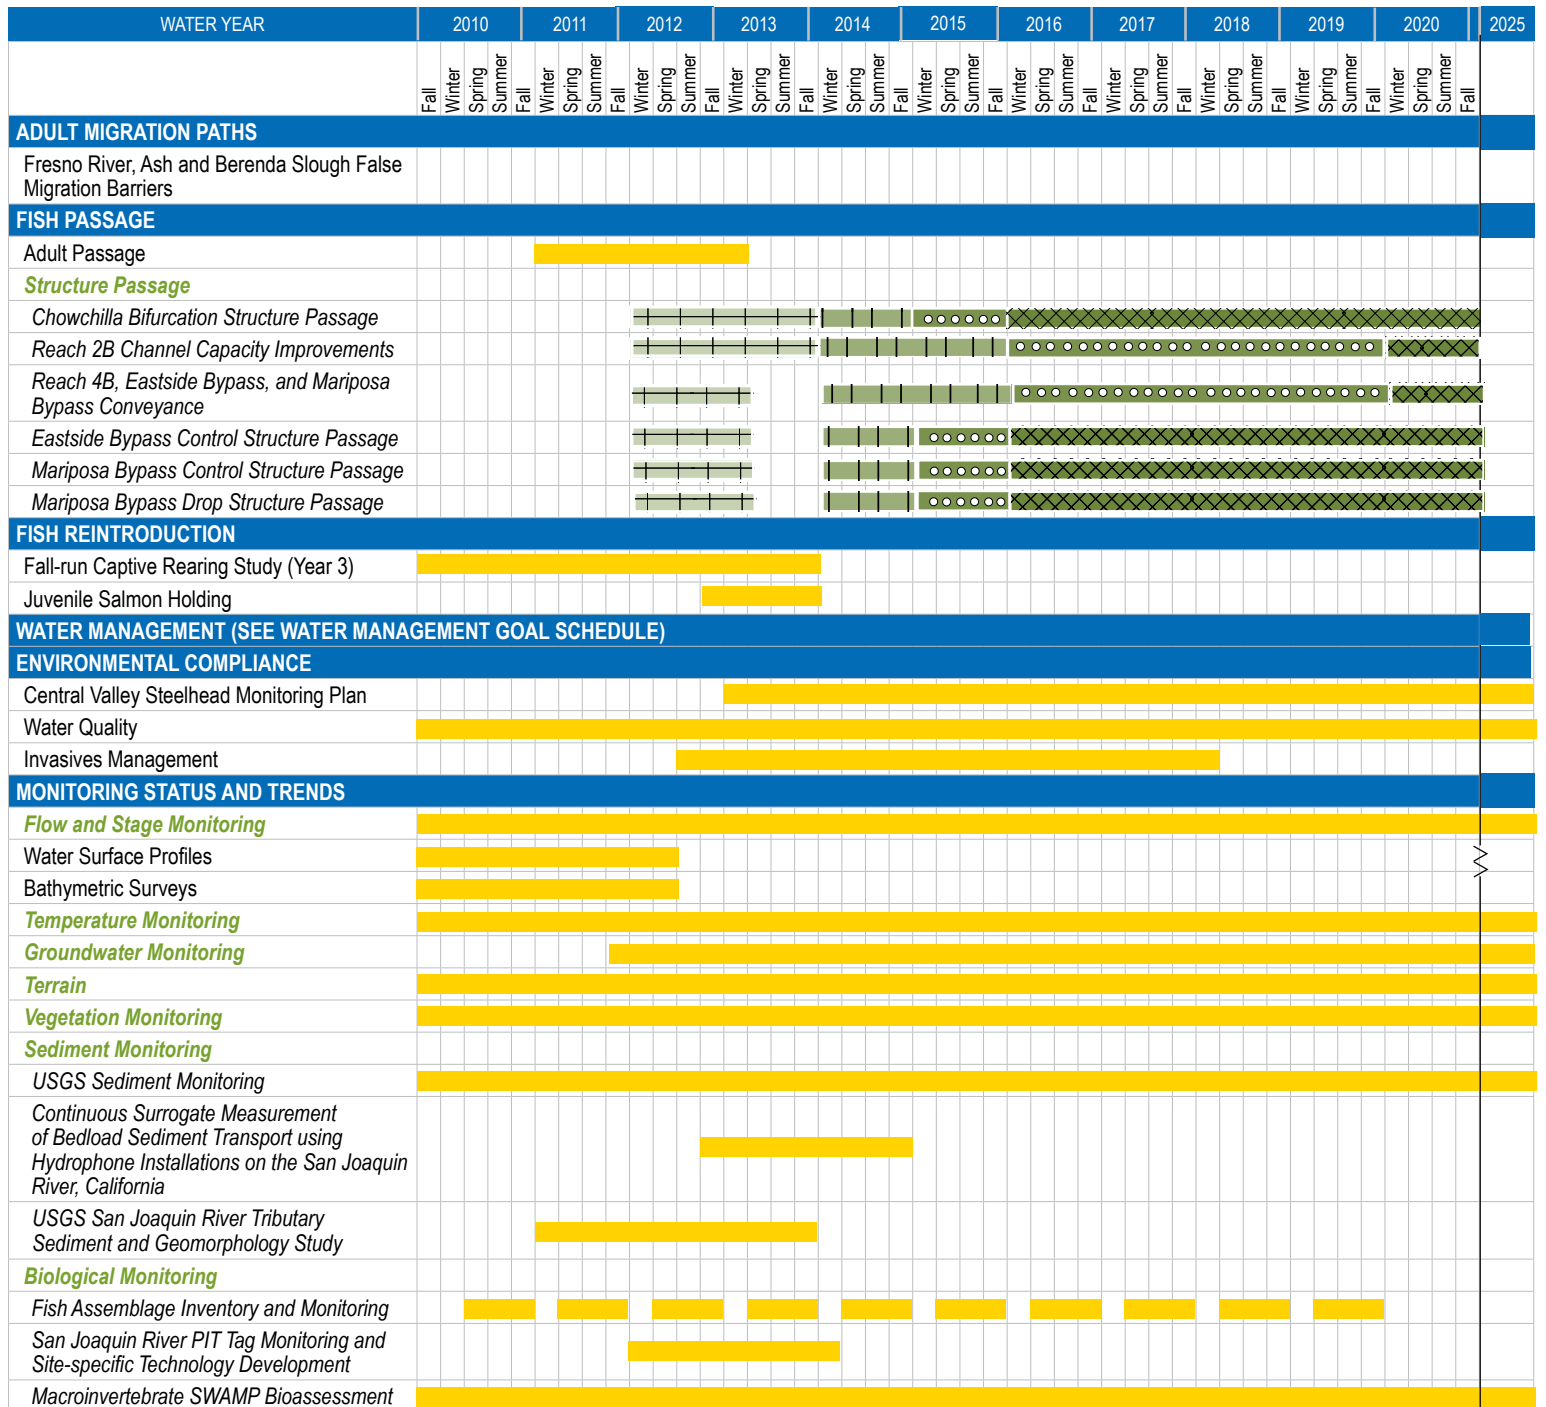 WATER YEAR 2010 2011 2012 2013 2014 2015 2016 2017 2018 2019 2020 2025
Fall Winter Spring Summer Fall Winter Spring Summer Fall Winter Spring Summer Fall Winter Spring Summer Fall Winter Spring Summer Fall Winter Spring Summer Fall Winter Spring Summer Fall Winter Spring Summer Fall Winter Spring Summer Fall Winter Spring Summer Fall Winter Spring Summer Fall
ADULT MIGRATION PATHS
Fresno River, Ash and Berenda Slough False
Migration Barriers
FISH PASSAGE
Adult Passage
Structure Passage
Chowchilla Bifurcation Structure Passage
Reach 2B Channel Capacity Improvements
Reach 4B, Eastside Bypass, and Mariposa
Bypass Conveyance
Eastside Bypass Control Structure Passage
Mariposa Bypass Control Structure Passage
Mariposa Bypass Drop Structure Passage
FISH REINTRODUCTION
Fall-run Captive Rearing Study (Year 3)
Juvenile Salmon Holding
WATER MANAGEMENT (SEE WATER MANAGEMENT GOAL SCHEDULE)
ENVIRONMENTAL COMPLIANCE
Central Valley Steelhead Monitoring Plan
Water Quality
Invasives Management
MONITORING STATUS AND TRENDS
Flow and Stage Monitoring
Water Surface Profiles
Bathymetric Surveys
Temperature Monitoring
Groundwater Monitoring
Terrain
Vegetation Monitoring
Sediment Monitoring
USGS Sediment Monitoring
Continuous Surrogate Measurement
of Bedload Sediment Transport using
Hydrophone Installations on the San Joaquin
River, California
USGS San Joaquin River Tributary
Sediment and Geomorphology Study
Biological Monitoring
Fish Assemblage Inventory and Monitoring
San Joaquin River PIT Tag Monitoring and
Site-specific Technology Development
Macroinvertebrate SWAMP Bioassessment